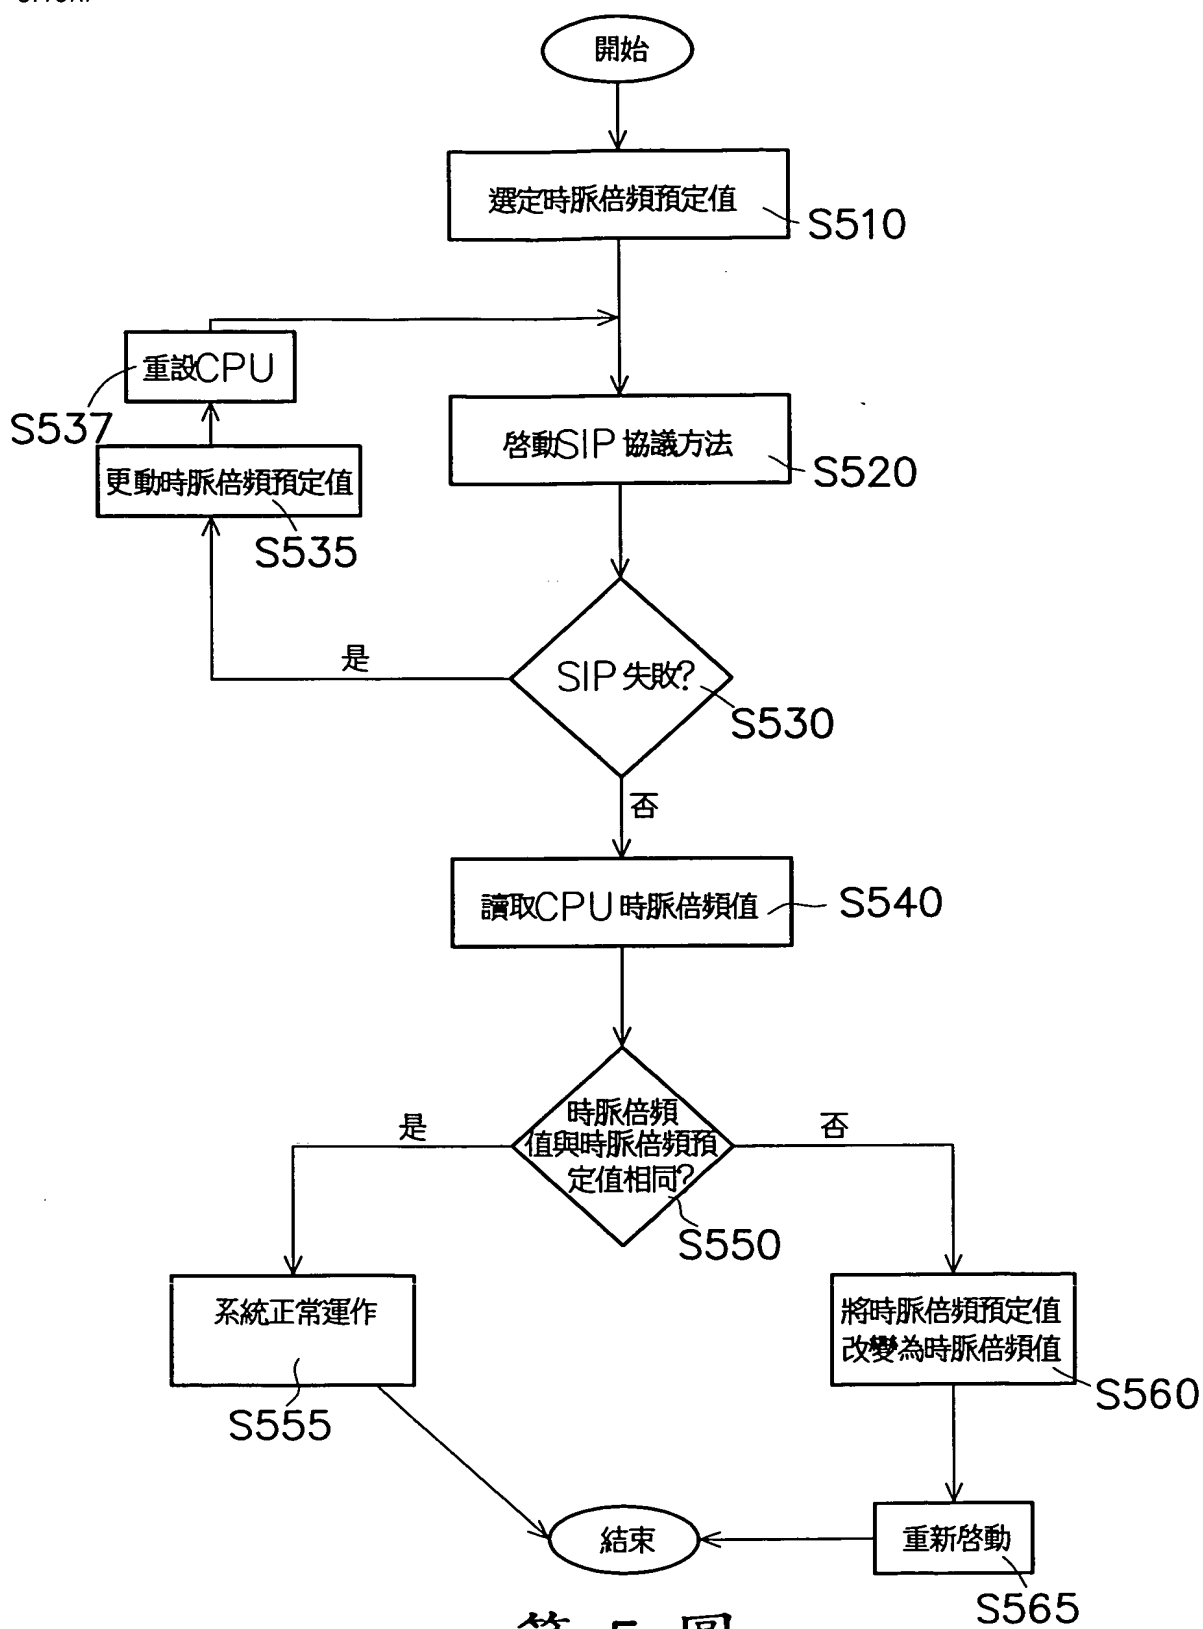 開始
選定時脈倍頻預定值
S510
重設CPU
S537
啓動SIP協議方法
S520
更動時脈倍頻預定值
S535
是
SIP失敗?
S530
否
讀取CPU時脈倍頻值
S540
時脈倍頻
值與時脈倍頻預
定值相同?
是
否
S550
系統正常運作
S555
將時脈倍頻預定值
改變為時脈倍頻值
S560
結束
重新啓動
S565
第 5 圖